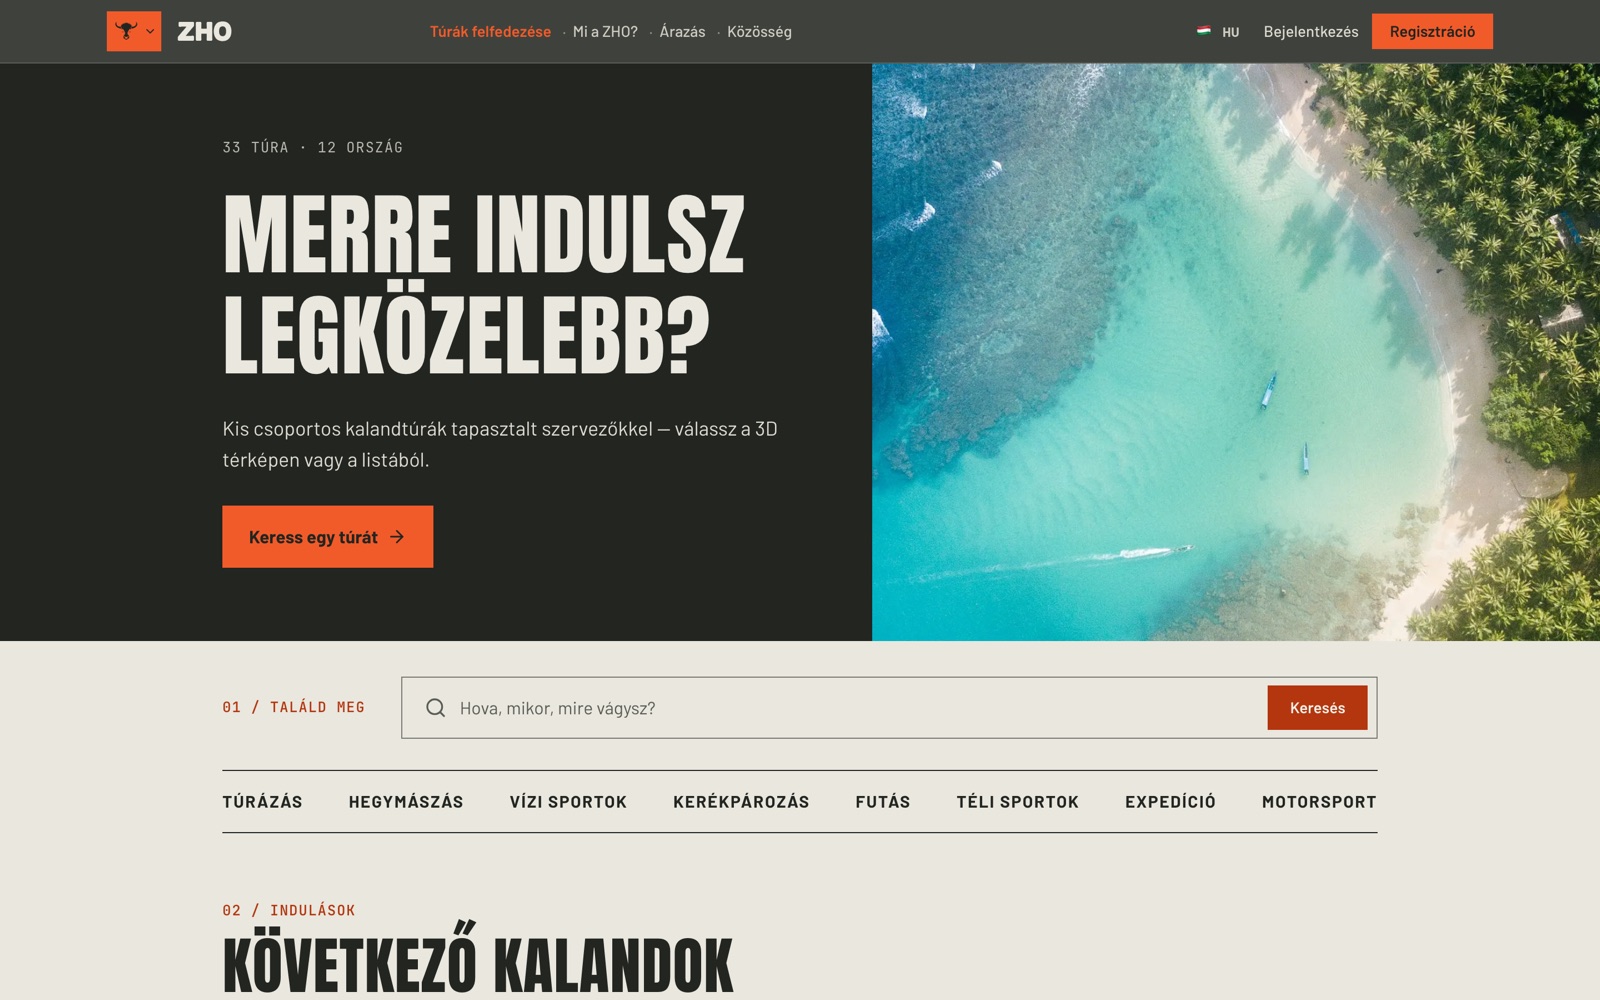 ZHO
Túrák felfedezése · Mi a ZHO? · Árazás · Közösség
HU Bejelentkezés Regisztráció
33 TÚRA · 12 ORSZÁG
MERRE INDULSZ
LEGKÖZELEBB?
Kis csoportos kalandtúrák tapasztalt szervezőkkel — válassz a 3D
térképen vagy a listából.
Keress egy túrát →
01 / TALÁLD MEG
Hova, mikor, mire vágysz?
Keresés
TÚRÁZÁS HEGYMÁSZÁS VÍZI SPORTOK KERÉKPÁROZÁS FUTÁS TÉLI SPORTOK EXPEDÍCIÓ MOTORSPORT
02 / INDULÁSOK
KÖVETKEZŐ KALANDOK